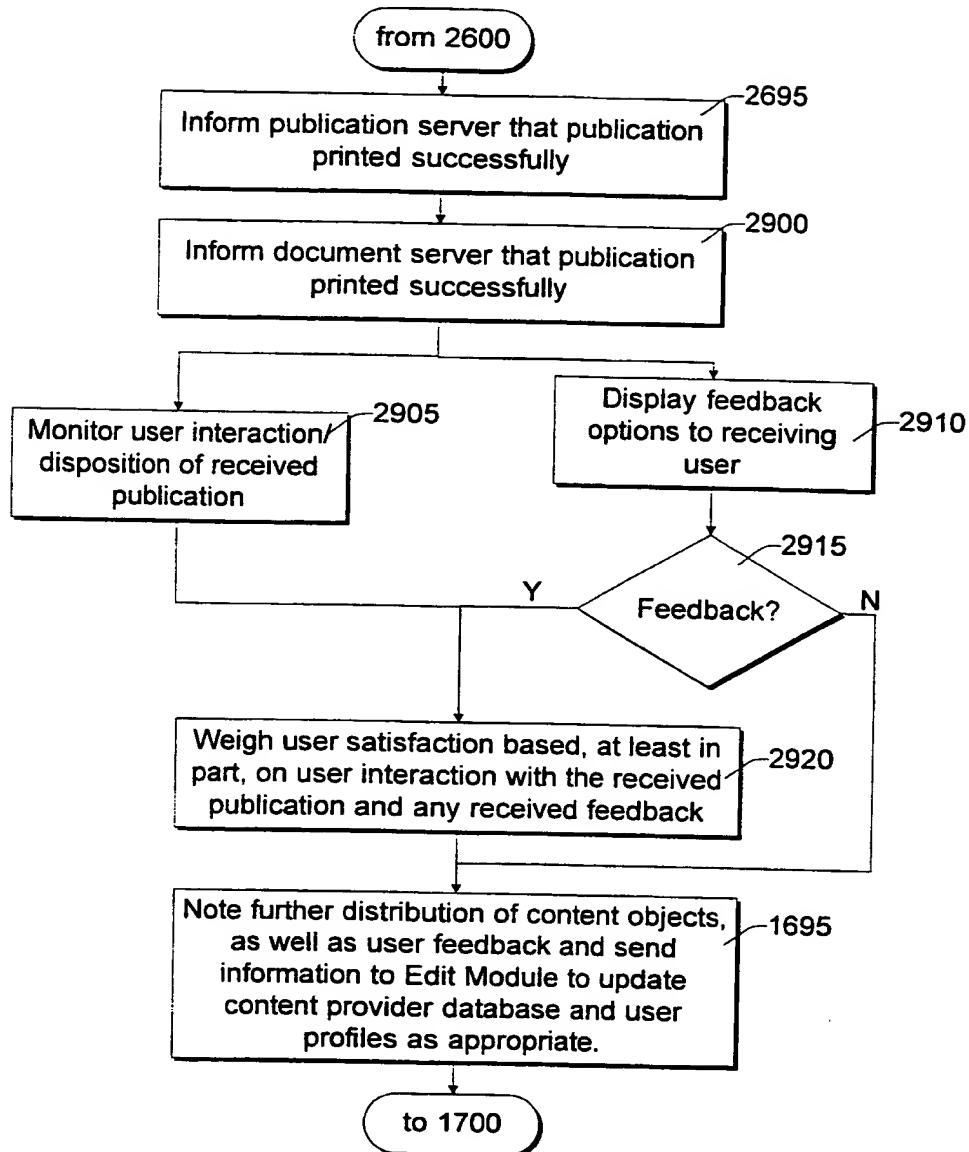 from 2600
2695
Inform publication server that publication
printed successfully
2900
Inform document server that publication
printed successfully
2905
Monitor user interaction/
disposition of received
publication
Display feedback
options to receiving
user
2910
2915
Y
Feedback?
N
Weigh user satisfaction based, at least in
part, on user interaction with the received
publication and any received feedback
2920
Note further distribution of content objects,
as well as user feedback and send
information to Edit Module to update
content provider database and user
profiles as appropriate.
1695
to 1700